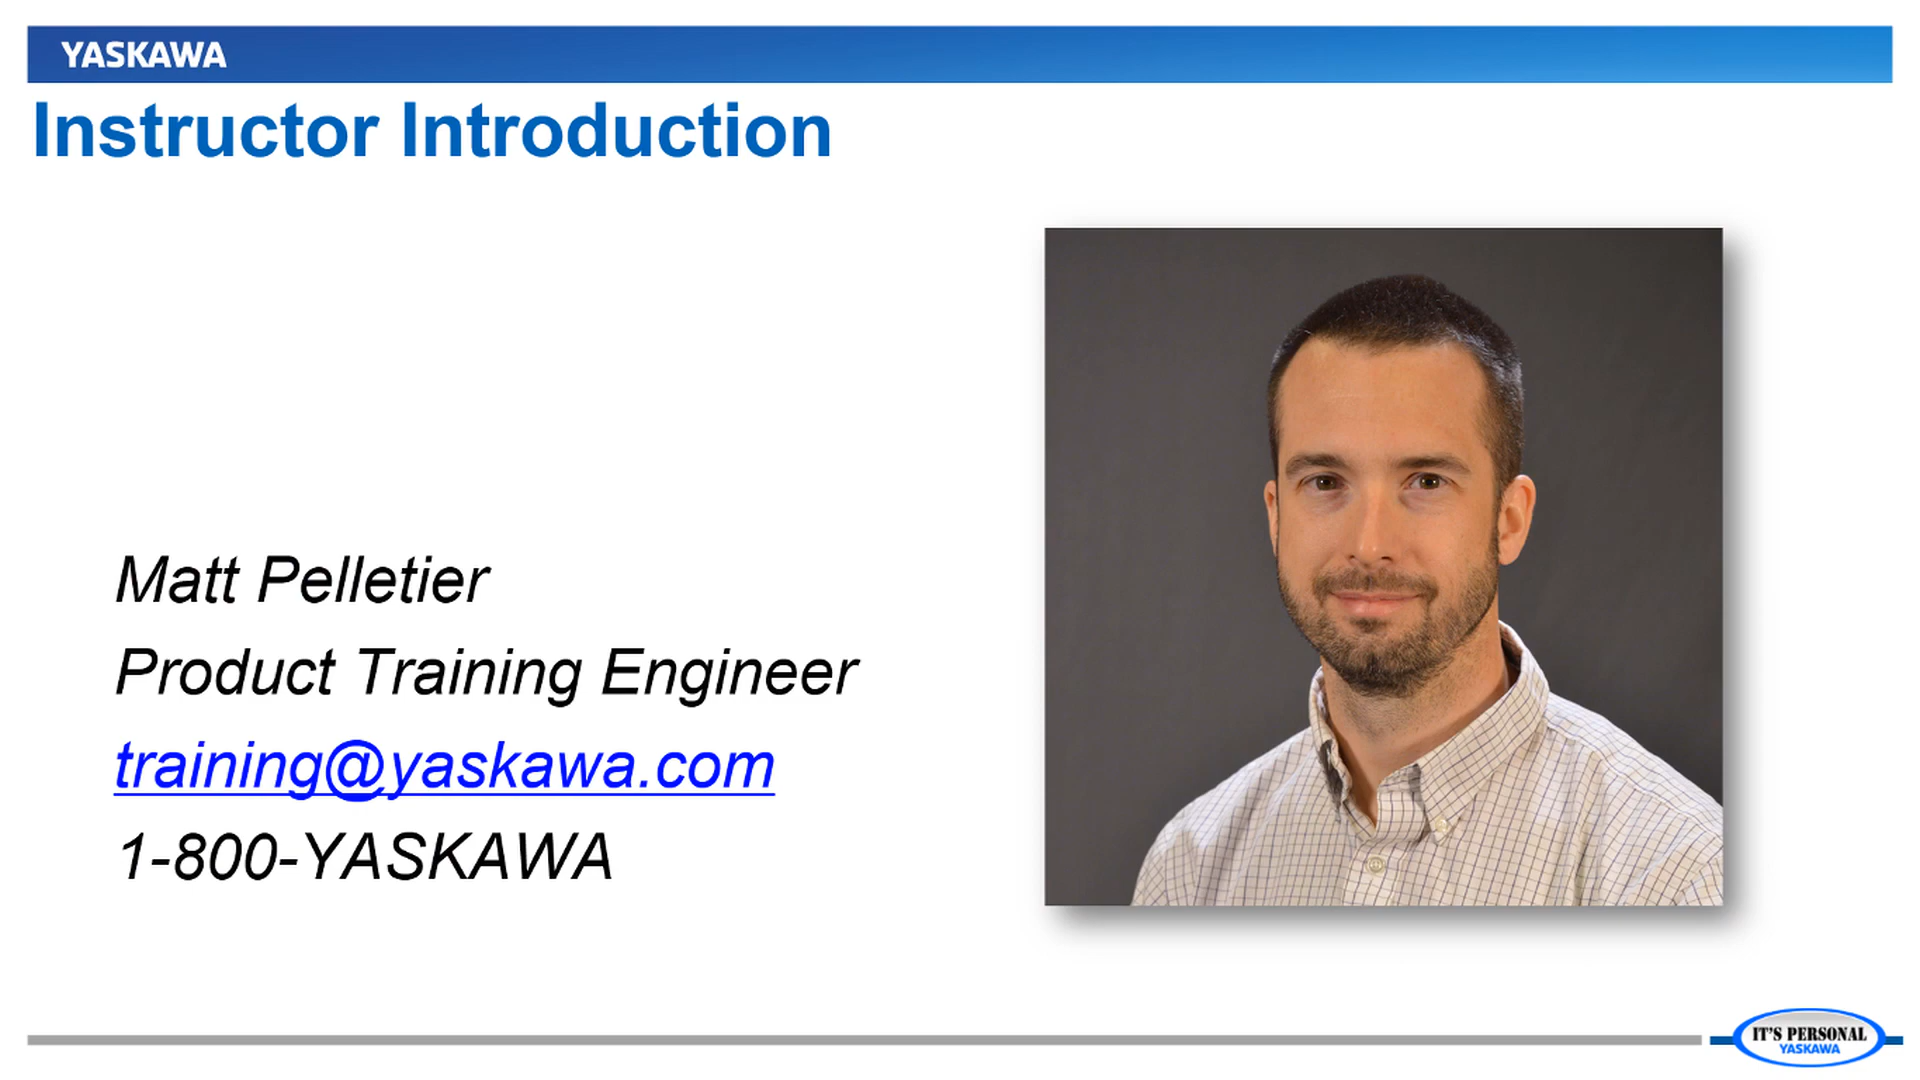 YASKAWA
Instructor Introduction
Matt Pelletier
Product Training Engineer
training@yaskawa.com
1-800-YASKAWA
IT'S PERSONAL
YASKAWA